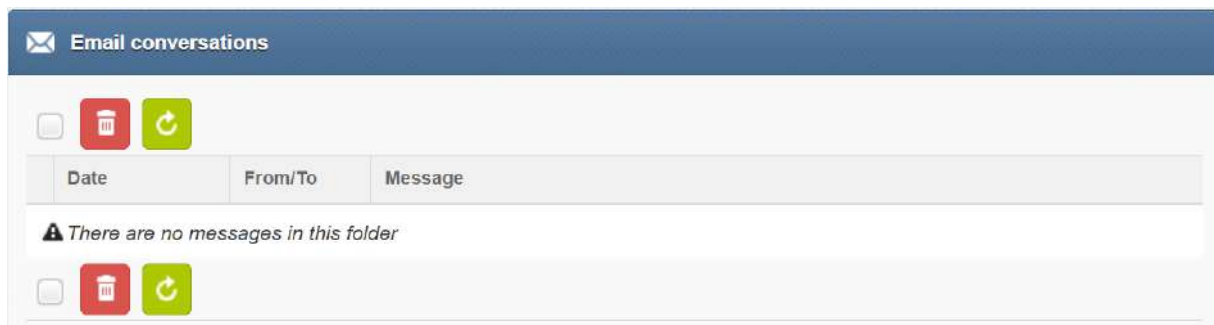 Email conversations
Date From/To Message
There are no messages in this folder